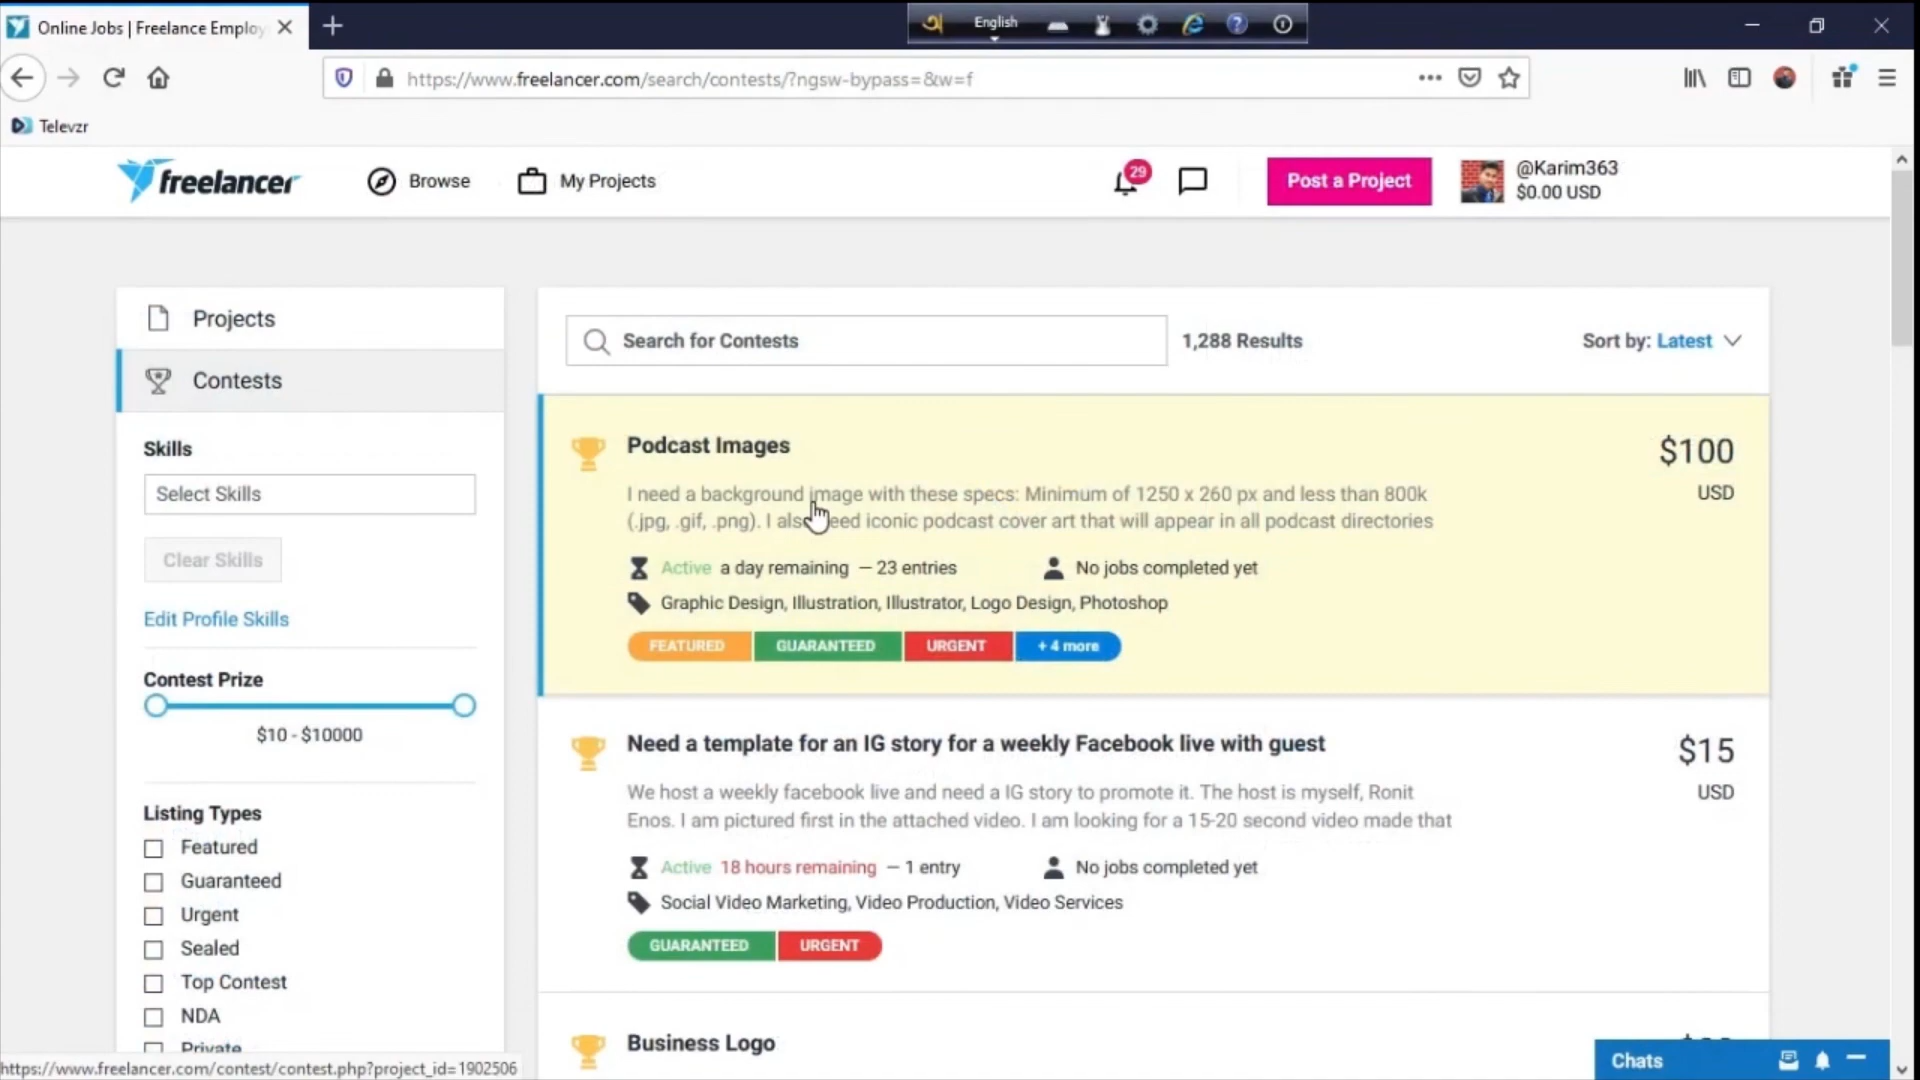 Online Jobs | Freelance Employ
English
https://www.freelancer.com/search/contests/?ngsw-bypass=&w=f
Televzr
freelancer
Browse
My Projects
29
Post a Project
@Karim363
$0.00 USD
Projects
Contests
Skills
Select Skills
Clear Skills
Edit Profile Skills
Contest Prize
$10 - $10000
Listing Types
Featured
Guaranteed
Urgent
Sealed
Top Contest
NDA
Private
Search for Contests
1,288 Results
Sort by: Latest
Podcast Images
$100
USD
I need a background image with these specs: Minimum of 1250 x 260 px and less than 800k
(.jpg, .gif, .png). I also need iconic podcast cover art that will appear in all podcast directories
Active a day remaining – 23 entries
No jobs completed yet
Graphic Design, Illustration, Illustrator, Logo Design, Photoshop
FEATURED GUARANTEED URGENT + 4 more
Need a template for an IG story for a weekly Facebook live with guest
$15
USD
We host a weekly facebook live and need a IG story to promote it. The host is myself, Ronit
Enos. I am pictured first in the attached video. I am looking for a 15-20 second video made that
Active 18 hours remaining – 1 entry
No jobs completed yet
Social Video Marketing, Video Production, Video Services
GUARANTEED URGENT
Business Logo
Chats
https://www.freelancer.com/contest/contest.php?project_id=1902506